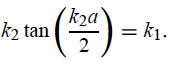 k₂ tan(k₂a/2) = k₁.